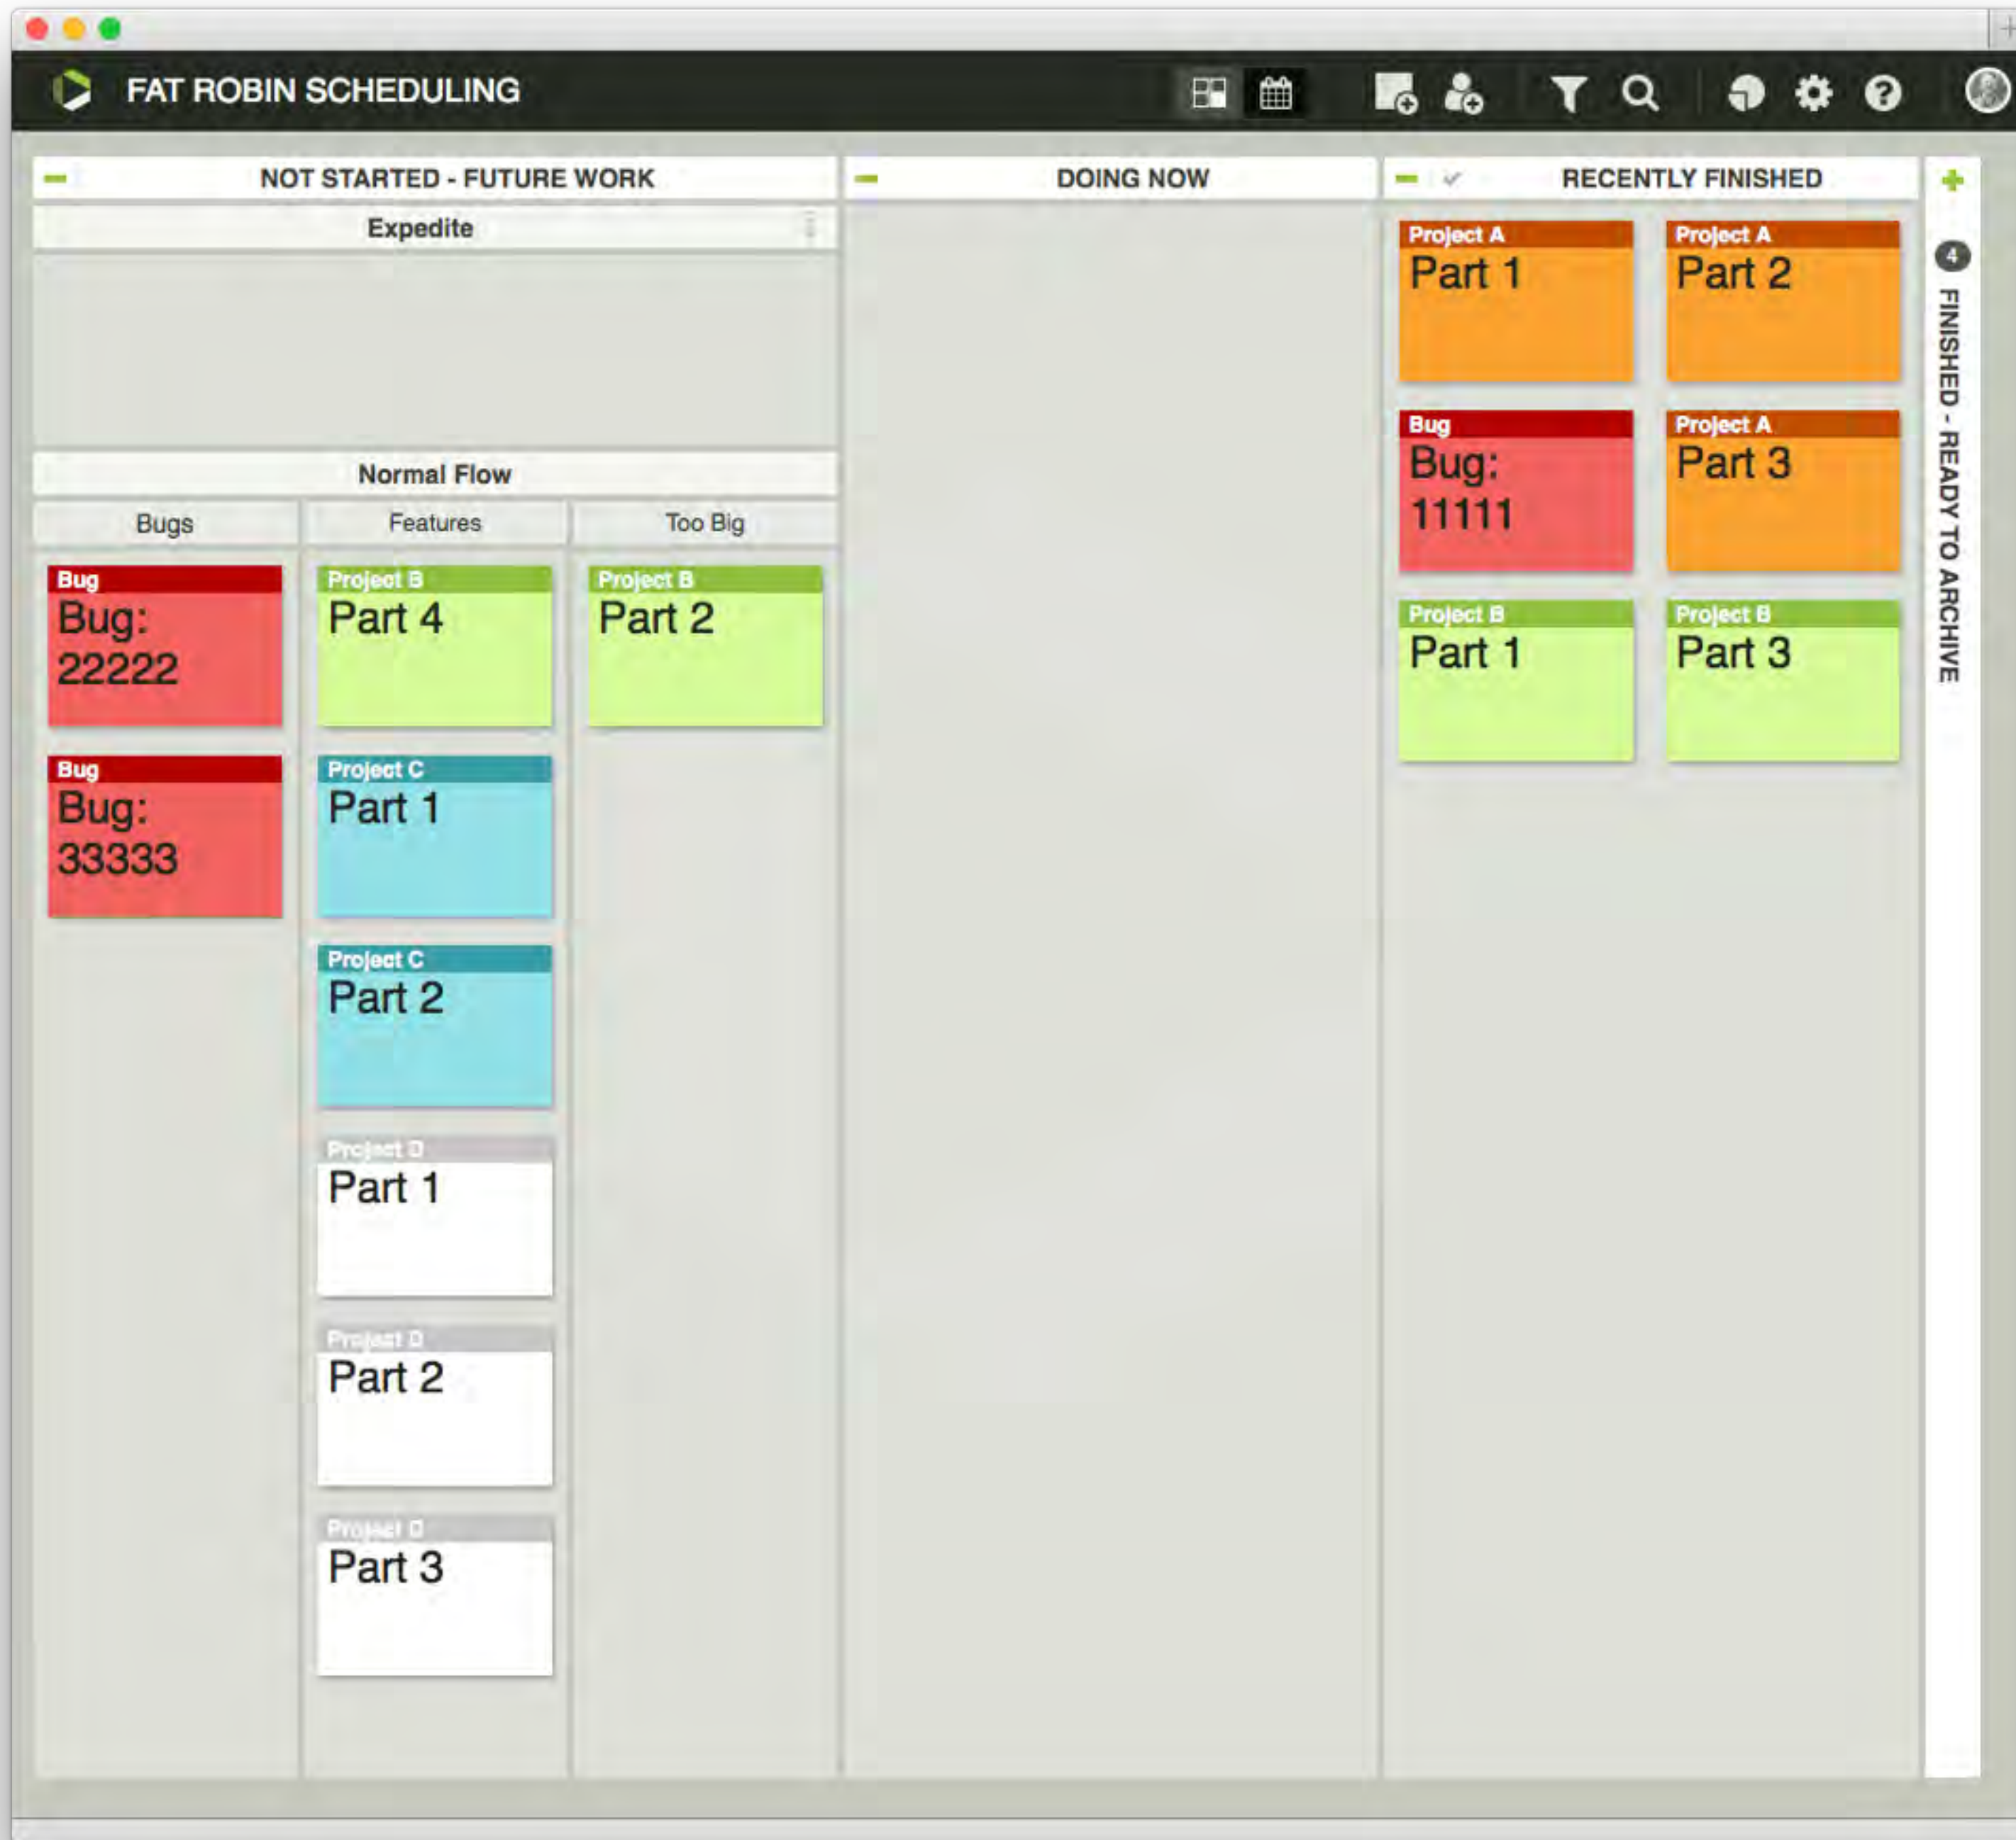 FAT ROBIN SCHEDULING
NOT STARTED - FUTURE WORK
Expedite
Normal Flow
Bugs
Features
Too Big
Bug
Bug:
22222
Bug
Bug:
33333
Project B
Part 4
Project C
Part 1
Project C
Part 2
Project D
Part 1
Project D
Part 2
Project D
Part 3
Project B
Part 2
DOING NOW
RECENTLY FINISHED
Project A
Part 1
Project A
Part 2
Bug
Bug:
11111
Project A
Part 3
Project B
Part 1
Project B
Part 3
4
FINISHED - READY TO ARCHIVE